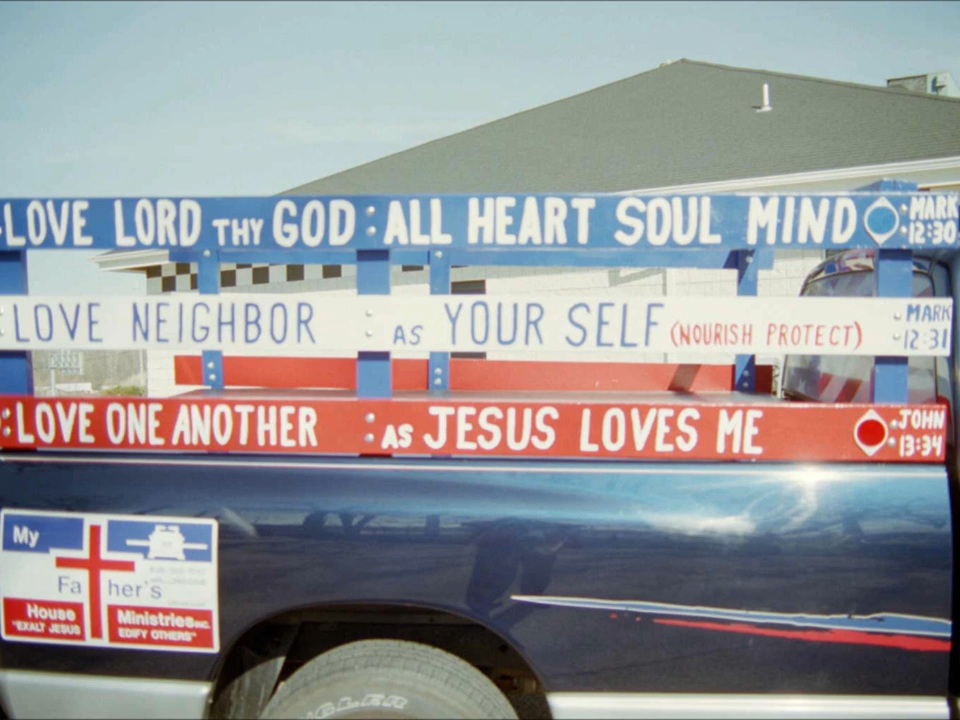 LOVE LORD THY GOD ALL HEART SOUL MIND MARK 12:30
LOVE NEIGHBOR AS YOUR SELF (NOURISH PROTECT) MARK 12:31
LOVE ONE ANOTHER AS JESUS LOVES ME JOHN 13:34
My
Father's
House Ministries INC.
"EXALT JESUS EDIFY OTHERS"